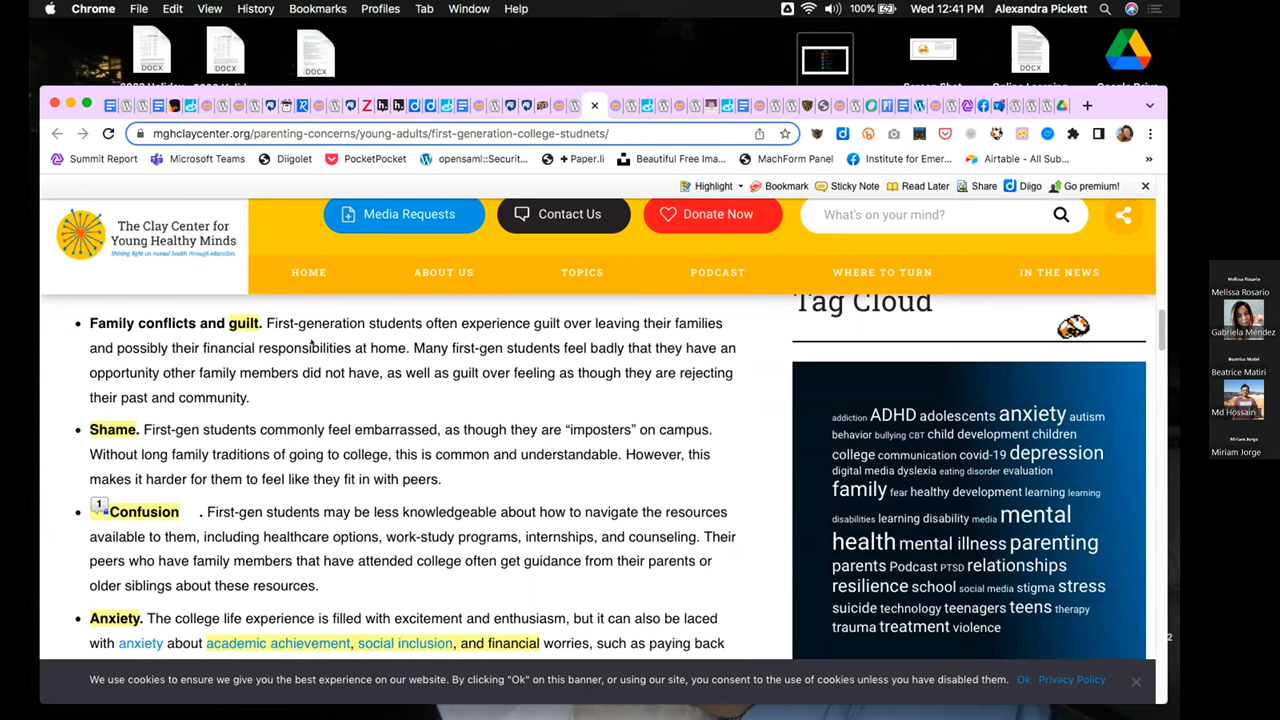 Chrome File Edit View History Bookmarks Profiles Tab Window Help
100% Wed 12:41 PM Alexandra Pickett
DOCX DOCX DOCX DOCX
mghclaycenter.org/parenting-concerns/young-adults/first-generation-college-studnets/
Summit Report Microsoft Teams Diigolet PocketPocket opensaml::Securit... + Paper.li Beautiful Free Ima... MachForm Panel Institute for Emer... Airtable - All Sub... »
Highlight Bookmark Sticky Note Read Later Share Diigo Go premium!
The Clay Center for
Young Healthy Minds
Shining light on mental health through education.
Media Requests Contact Us Donate Now What's on your mind?
HOME ABOUT US TOPICS PODCAST WHERE TO TURN IN THE NEWS
• Family conflicts and guilt. First-generation students often experience guilt over leaving their families
and possibly their financial responsibilities at home. Many first-gen students feel badly that they have an
opportunity other family members did not have, as well as guilt over feeling as though they are rejecting
their past and community.
• Shame. First-gen students commonly feel embarrassed, as though they are “imposters” on campus.
Without long family traditions of going to college, this is common and understandable. However, this
makes it harder for them to feel like they fit in with peers.
• 1 Confusion . First-gen students may be less knowledgeable about how to navigate the resources
available to them, including healthcare options, work-study programs, internships, and counseling. Their
peers who have family members that have attended college often get guidance from their parents or
older siblings about these resources.
• Anxiety. The college life experience is filled with excitement and enthusiasm, but it can also be laced
with anxiety about academic achievement, social inclusion, and financial worries, such as paying back
Tag Cloud
addiction ADHD adolescents anxiety autism
behavior bullying CBT child development children
college communication covid-19 depression
digital media dyslexia eating disorder evaluation
family fear healthy development learning learning
disabilities learning disability media mental
health mental illness parenting
parents Podcast PTSD relationships
resilience school social media stigma stress
suicide technology teenagers teens therapy
trauma treatment violence
We use cookies to ensure we give you the best experience on our website. By clicking "Ok" on this banner, or using our site, you consent to the use of cookies unless you have disabled them. Ok Privacy Policy
Melissa Rosario
Melissa Rosario
Gabriela Méndez
Beatrice Matiri
Md Hossain
Miriam Jorge
Miriam Jorge